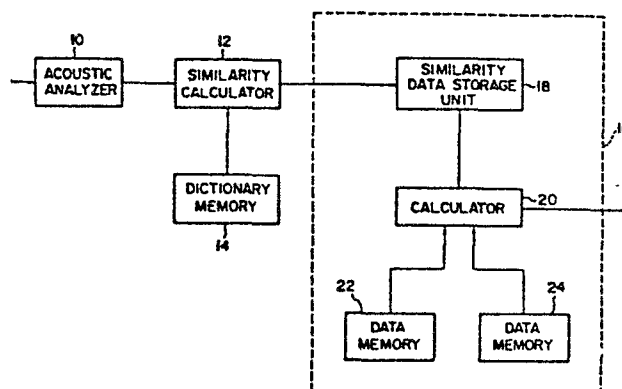 10
ACOUSTIC
ANALYZER
12
SIMILARITY
CALCULATOR
DICTIONARY
MEMORY
14
SIMILARITY
DATA STORAGE
UNIT
18
CALCULATOR
20
22
DATA
MEMORY
24
DATA
MEMORY